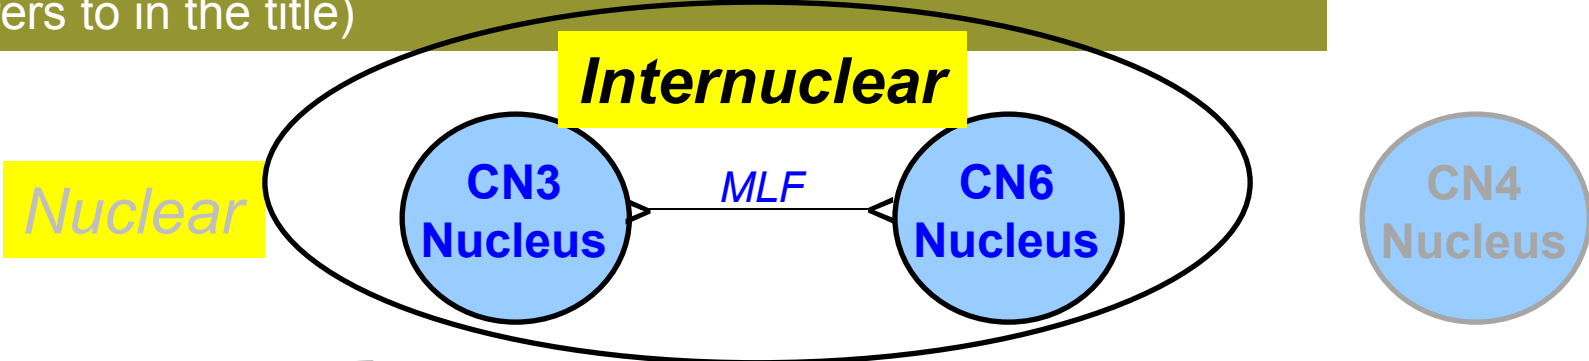 ers to in the title)
Internuclear
Nuclear
CN3
Nucleus
MLF
CN6
Nucleus
CN4
Nucleus